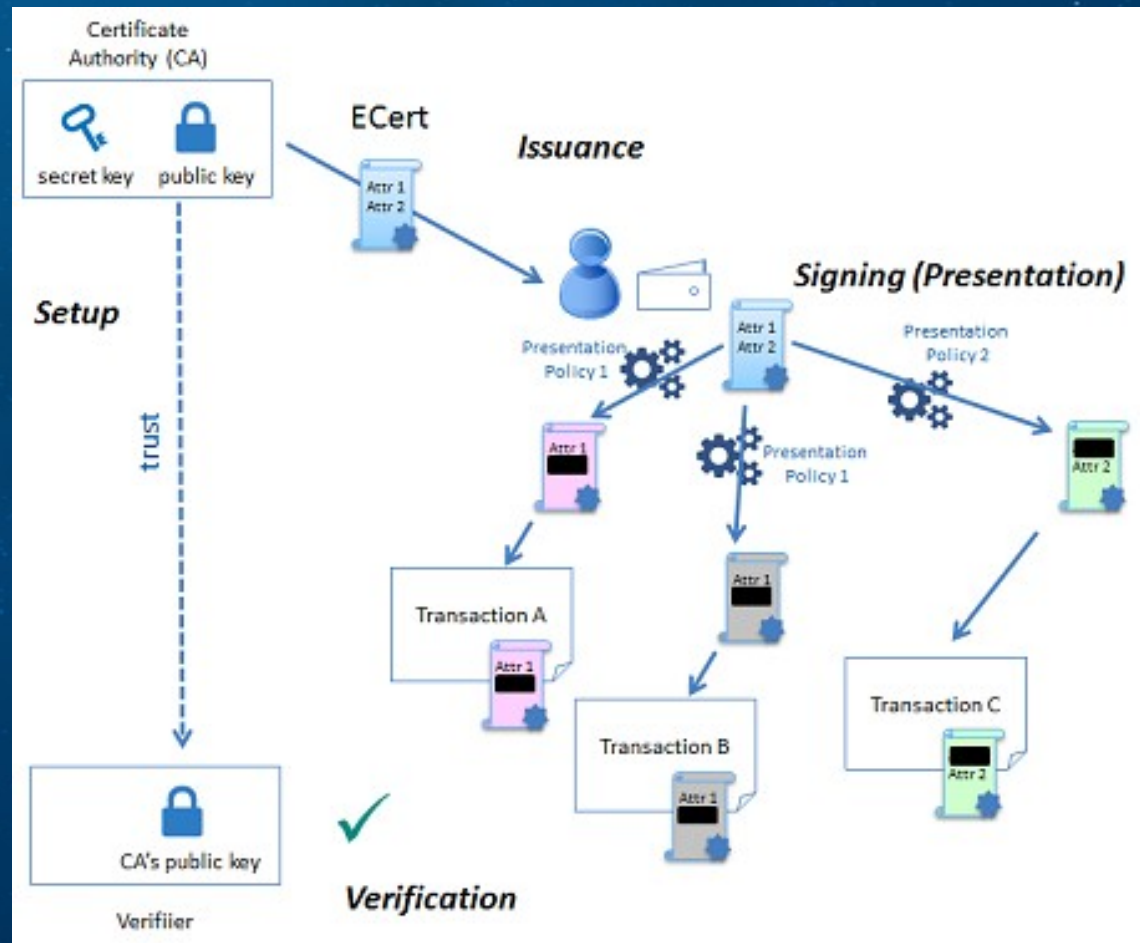 Certificate
Authority (CA)
secret key
public key
ECert
Issuance
Attr 1
Attr 2
Setup
Signing (Presentation)
Presentation
Policy 1
Attr 1
Attr 2
Presentation
Policy 2
trust
Attr 1
Presentation
Policy 1
Attr 2
Attr 1
Transaction A
Attr 1
Transaction B
Attr 1
Transaction C
Attr 2
CA's public key
Verifiier
Verification